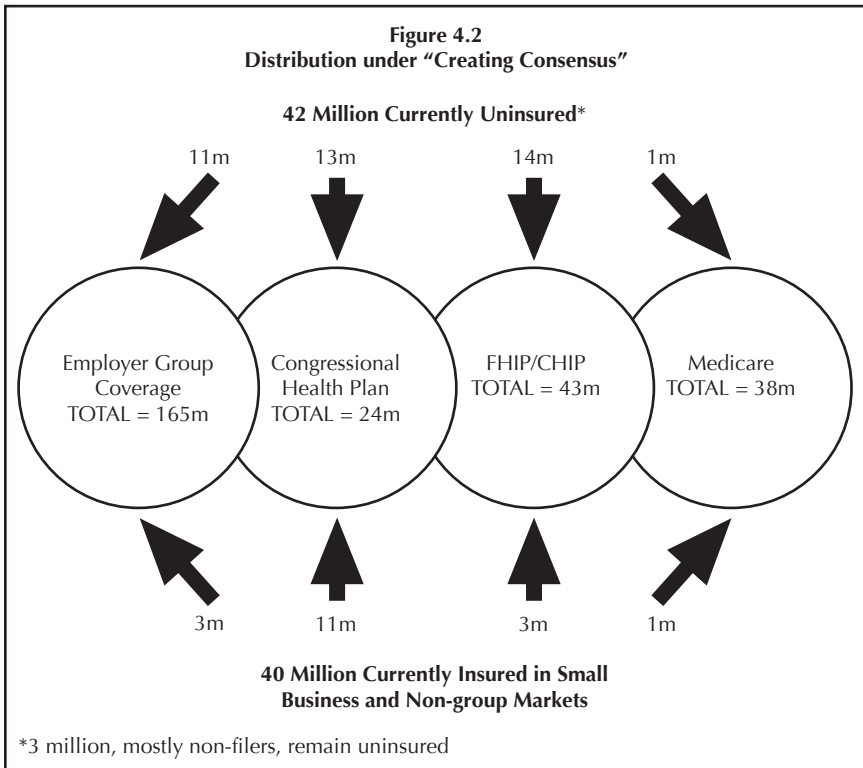 Figure 4.2
Distribution under “Creating Consensus”
42 Million Currently Uninsured*
11m 13m 14m 1m
Employer Group
Coverage
TOTAL = 165m
Congressional
Health Plan
TOTAL = 24m
FHIP/CHIP
TOTAL = 43m
Medicare
TOTAL = 38m
3m 11m 3m 1m
40 Million Currently Insured in Small
Business and Non-group Markets
*3 million, mostly non-filers, remain uninsured